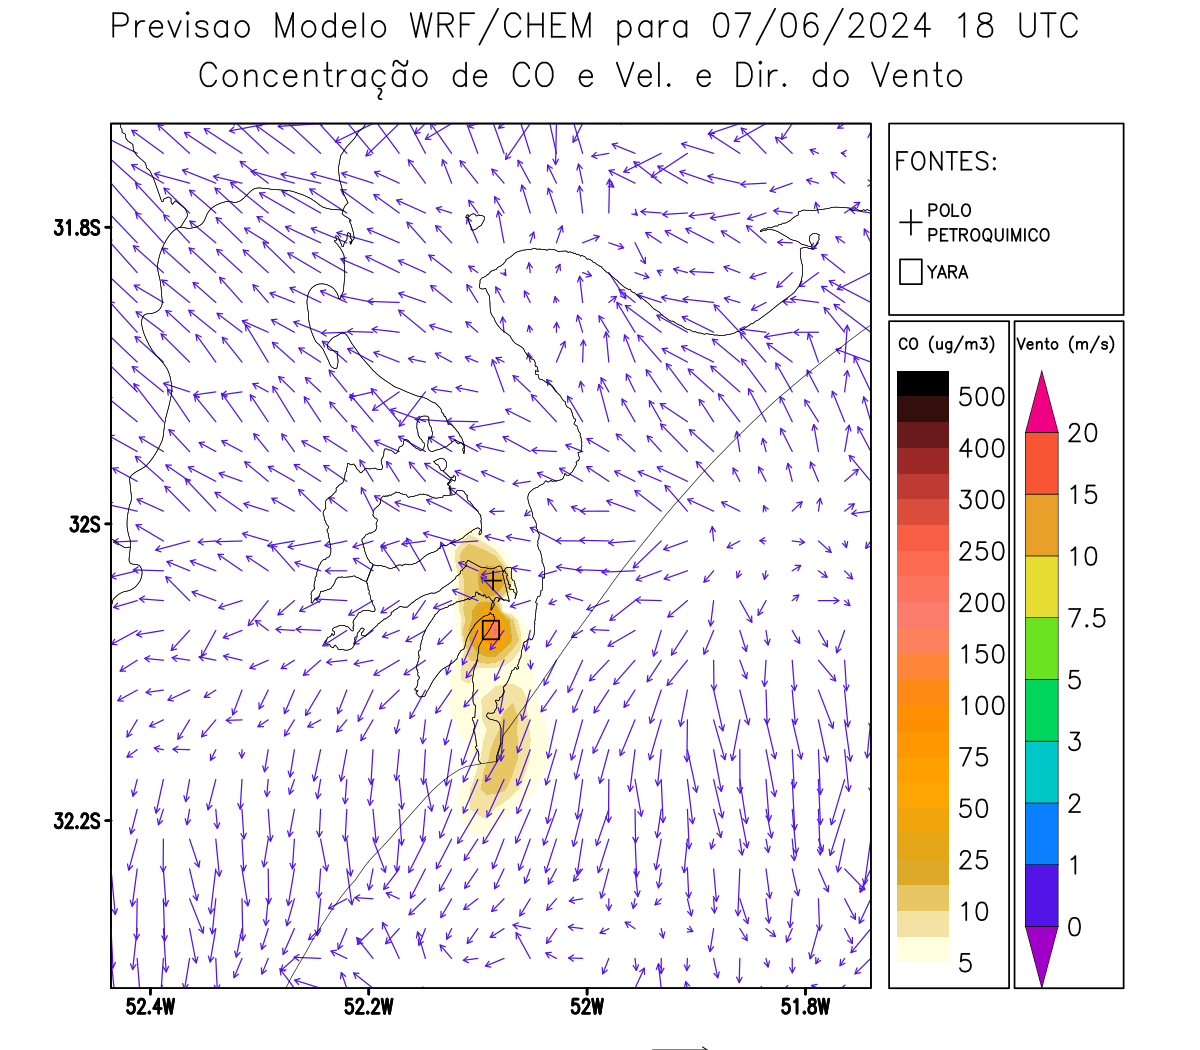 Previsao Modelo WRF/CHEM para 07/06/2024 18 UTC
Concentração de CO e Vel. e Dir. do Vento
FONTES:
POLO
PETROQUIMICO
YARA
CO (ug/m3)
500
400
300
250
200
150
100
75
50
25
10
5
Vento (m/s)
20
15
10
7.5
5
3
2
1
0
31.8S
32S
32.2S
52.4W
52.2W
52W
51.8W